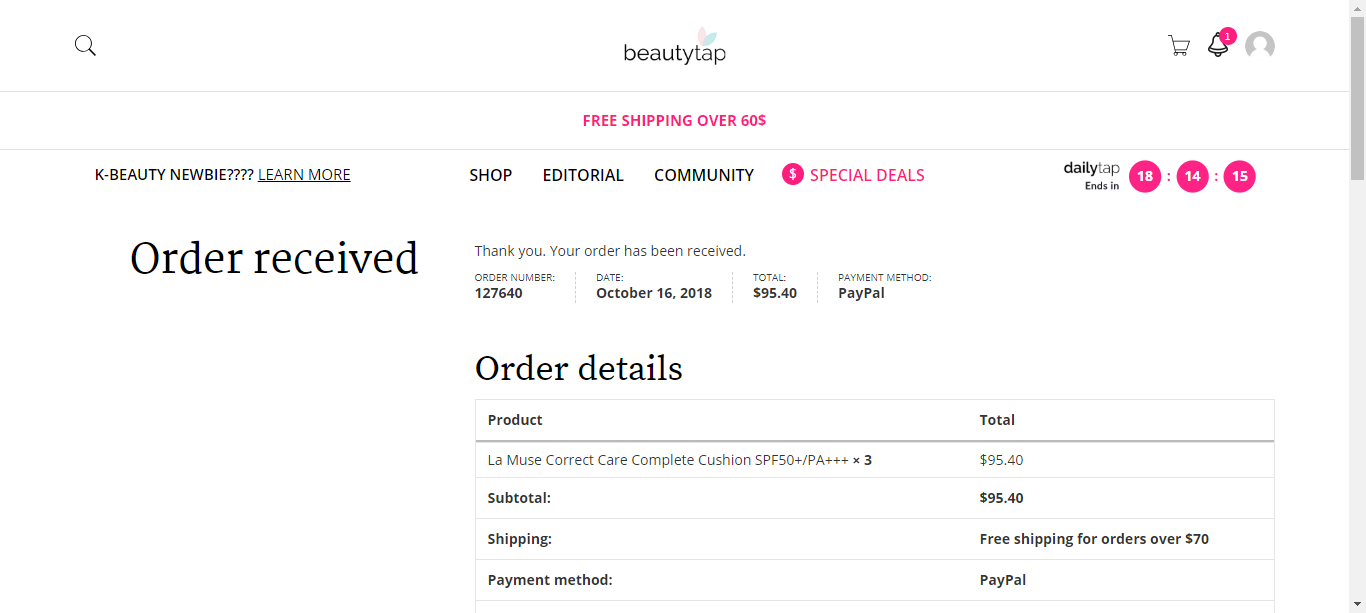 beautytap
1
FREE SHIPPING OVER 60$
K-BEAUTY NEWBIE???? LEARN MORE
SHOP EDITORIAL COMMUNITY $ SPECIAL DEALS
dailytap
Ends in
18 : 14 : 15
Order received
Thank you. Your order has been received.
ORDER NUMBER: DATE: TOTAL: PAYMENT METHOD:
127640 October 16, 2018 $95.40 PayPal
Order details
Product Total
La Muse Correct Care Complete Cushion SPF50+/PA+++ × 3 $95.40
Subtotal: $95.40
Shipping: Free shipping for orders over $70
Payment method: PayPal